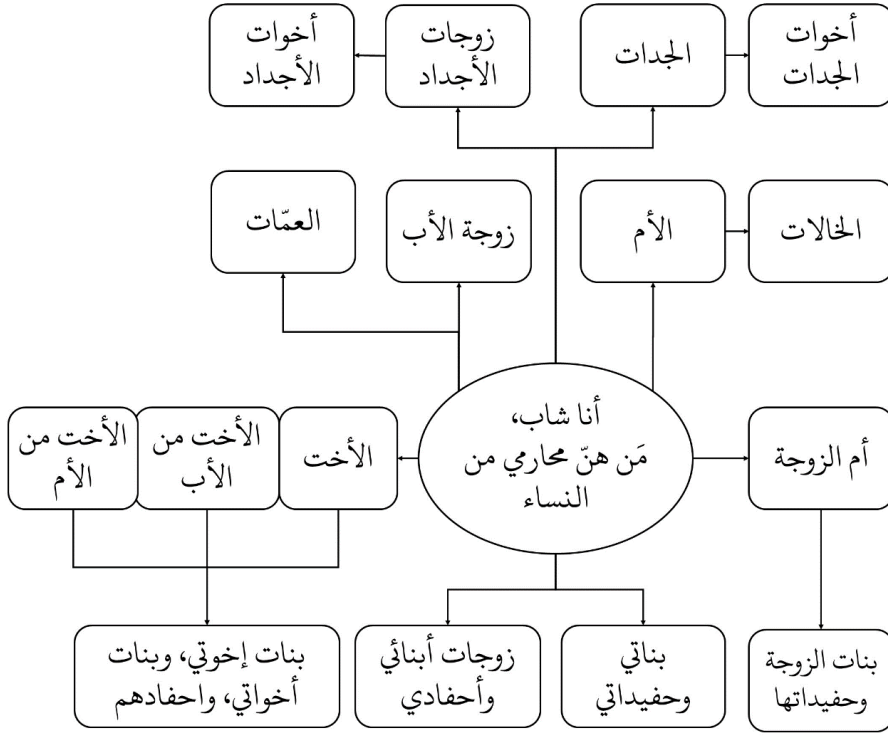 أخوات
الجدات
الجدات
زوجات
الأجداد
أخوات
الأجداد
الخالات
الأم
زوجة الأب
العمّات
أنا شاب،
مَن هنّ محارمي من
النساء
أم الزوجة
الأخت
الأخت من
الأب
الأخت من
الأم
بنات الزوجة
وحفيداتها
بناتي
وحفيداتي
زوجات أبنائي
وأحفادي
بنات إخوتي، وبنات
أخواتي، واحفادهم